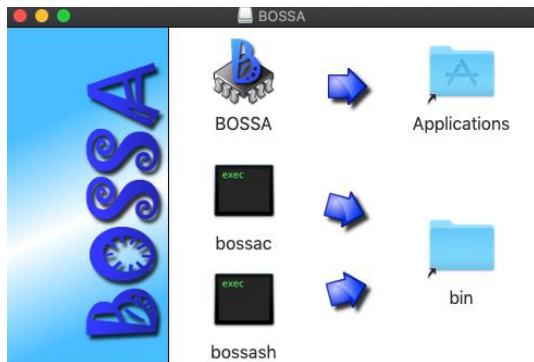 BOSSA
BOSSA
B
BOSSA
A
Applications
exec
bossac
exec
bossash
bin